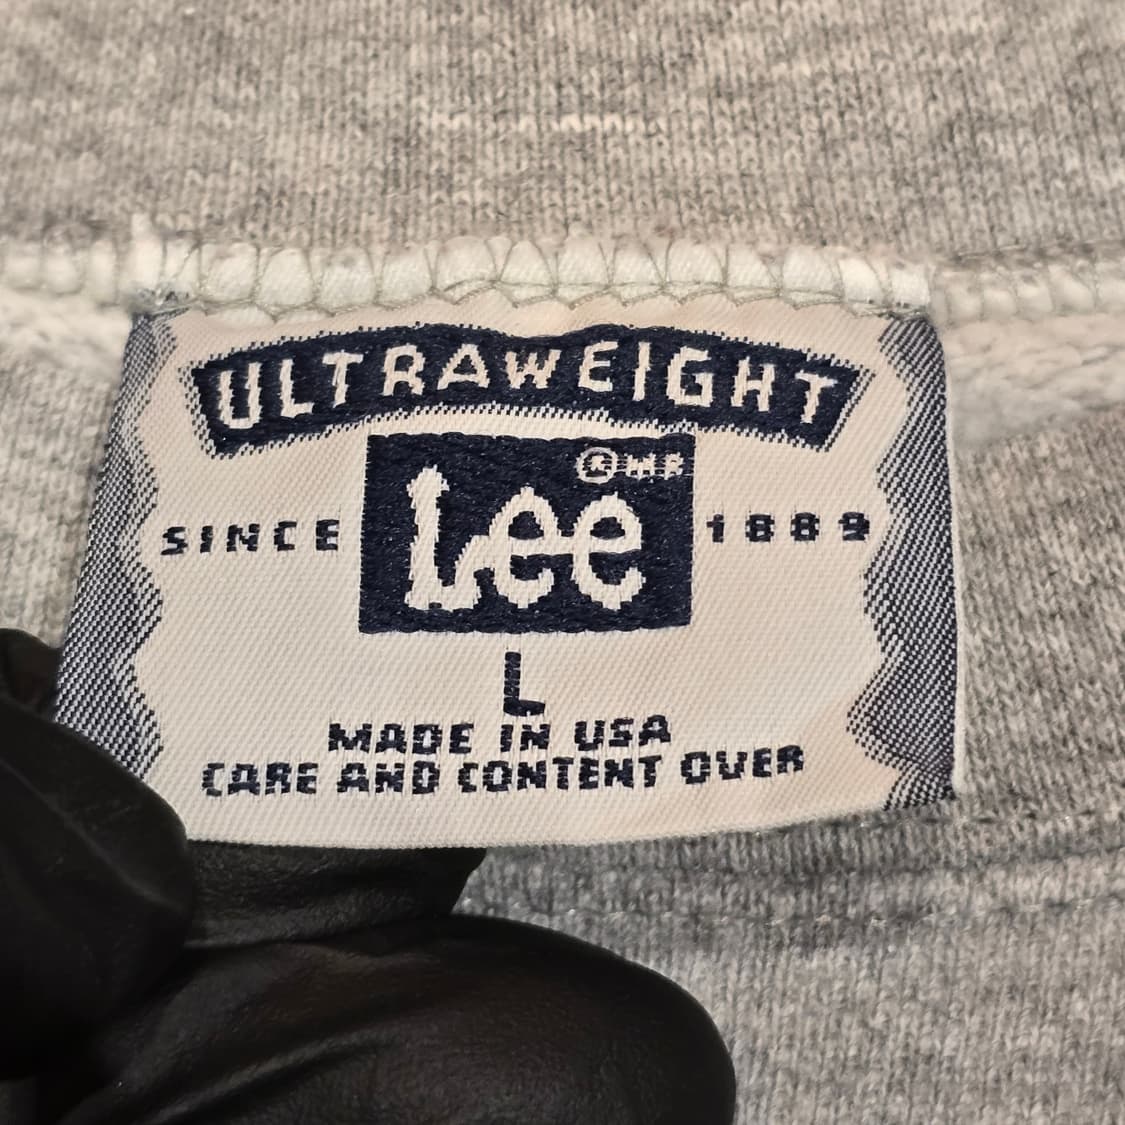 ULTRAWEIGHT
® MR
Lee
SINCE 1889
L
MADE IN USA
CARE AND CONTENT OVER